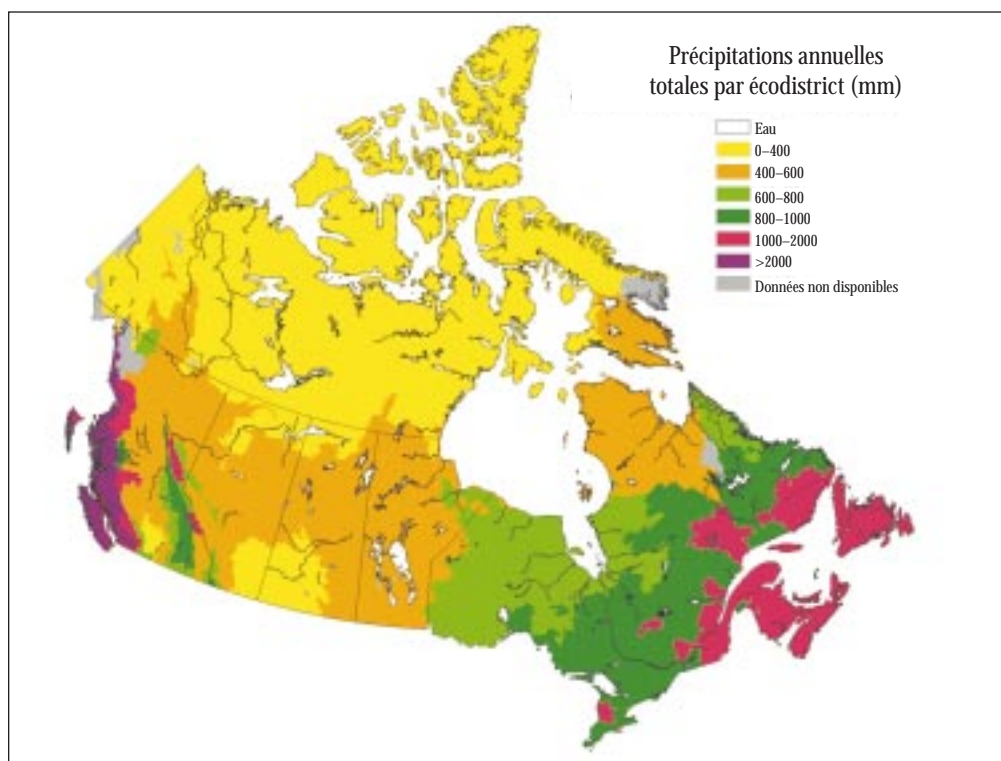 Précipitations annuelles
totales par écodistrict (mm)
Eau
0–400
400–600
600–800
800–1000
1000–2000
>2000
Données non disponibles